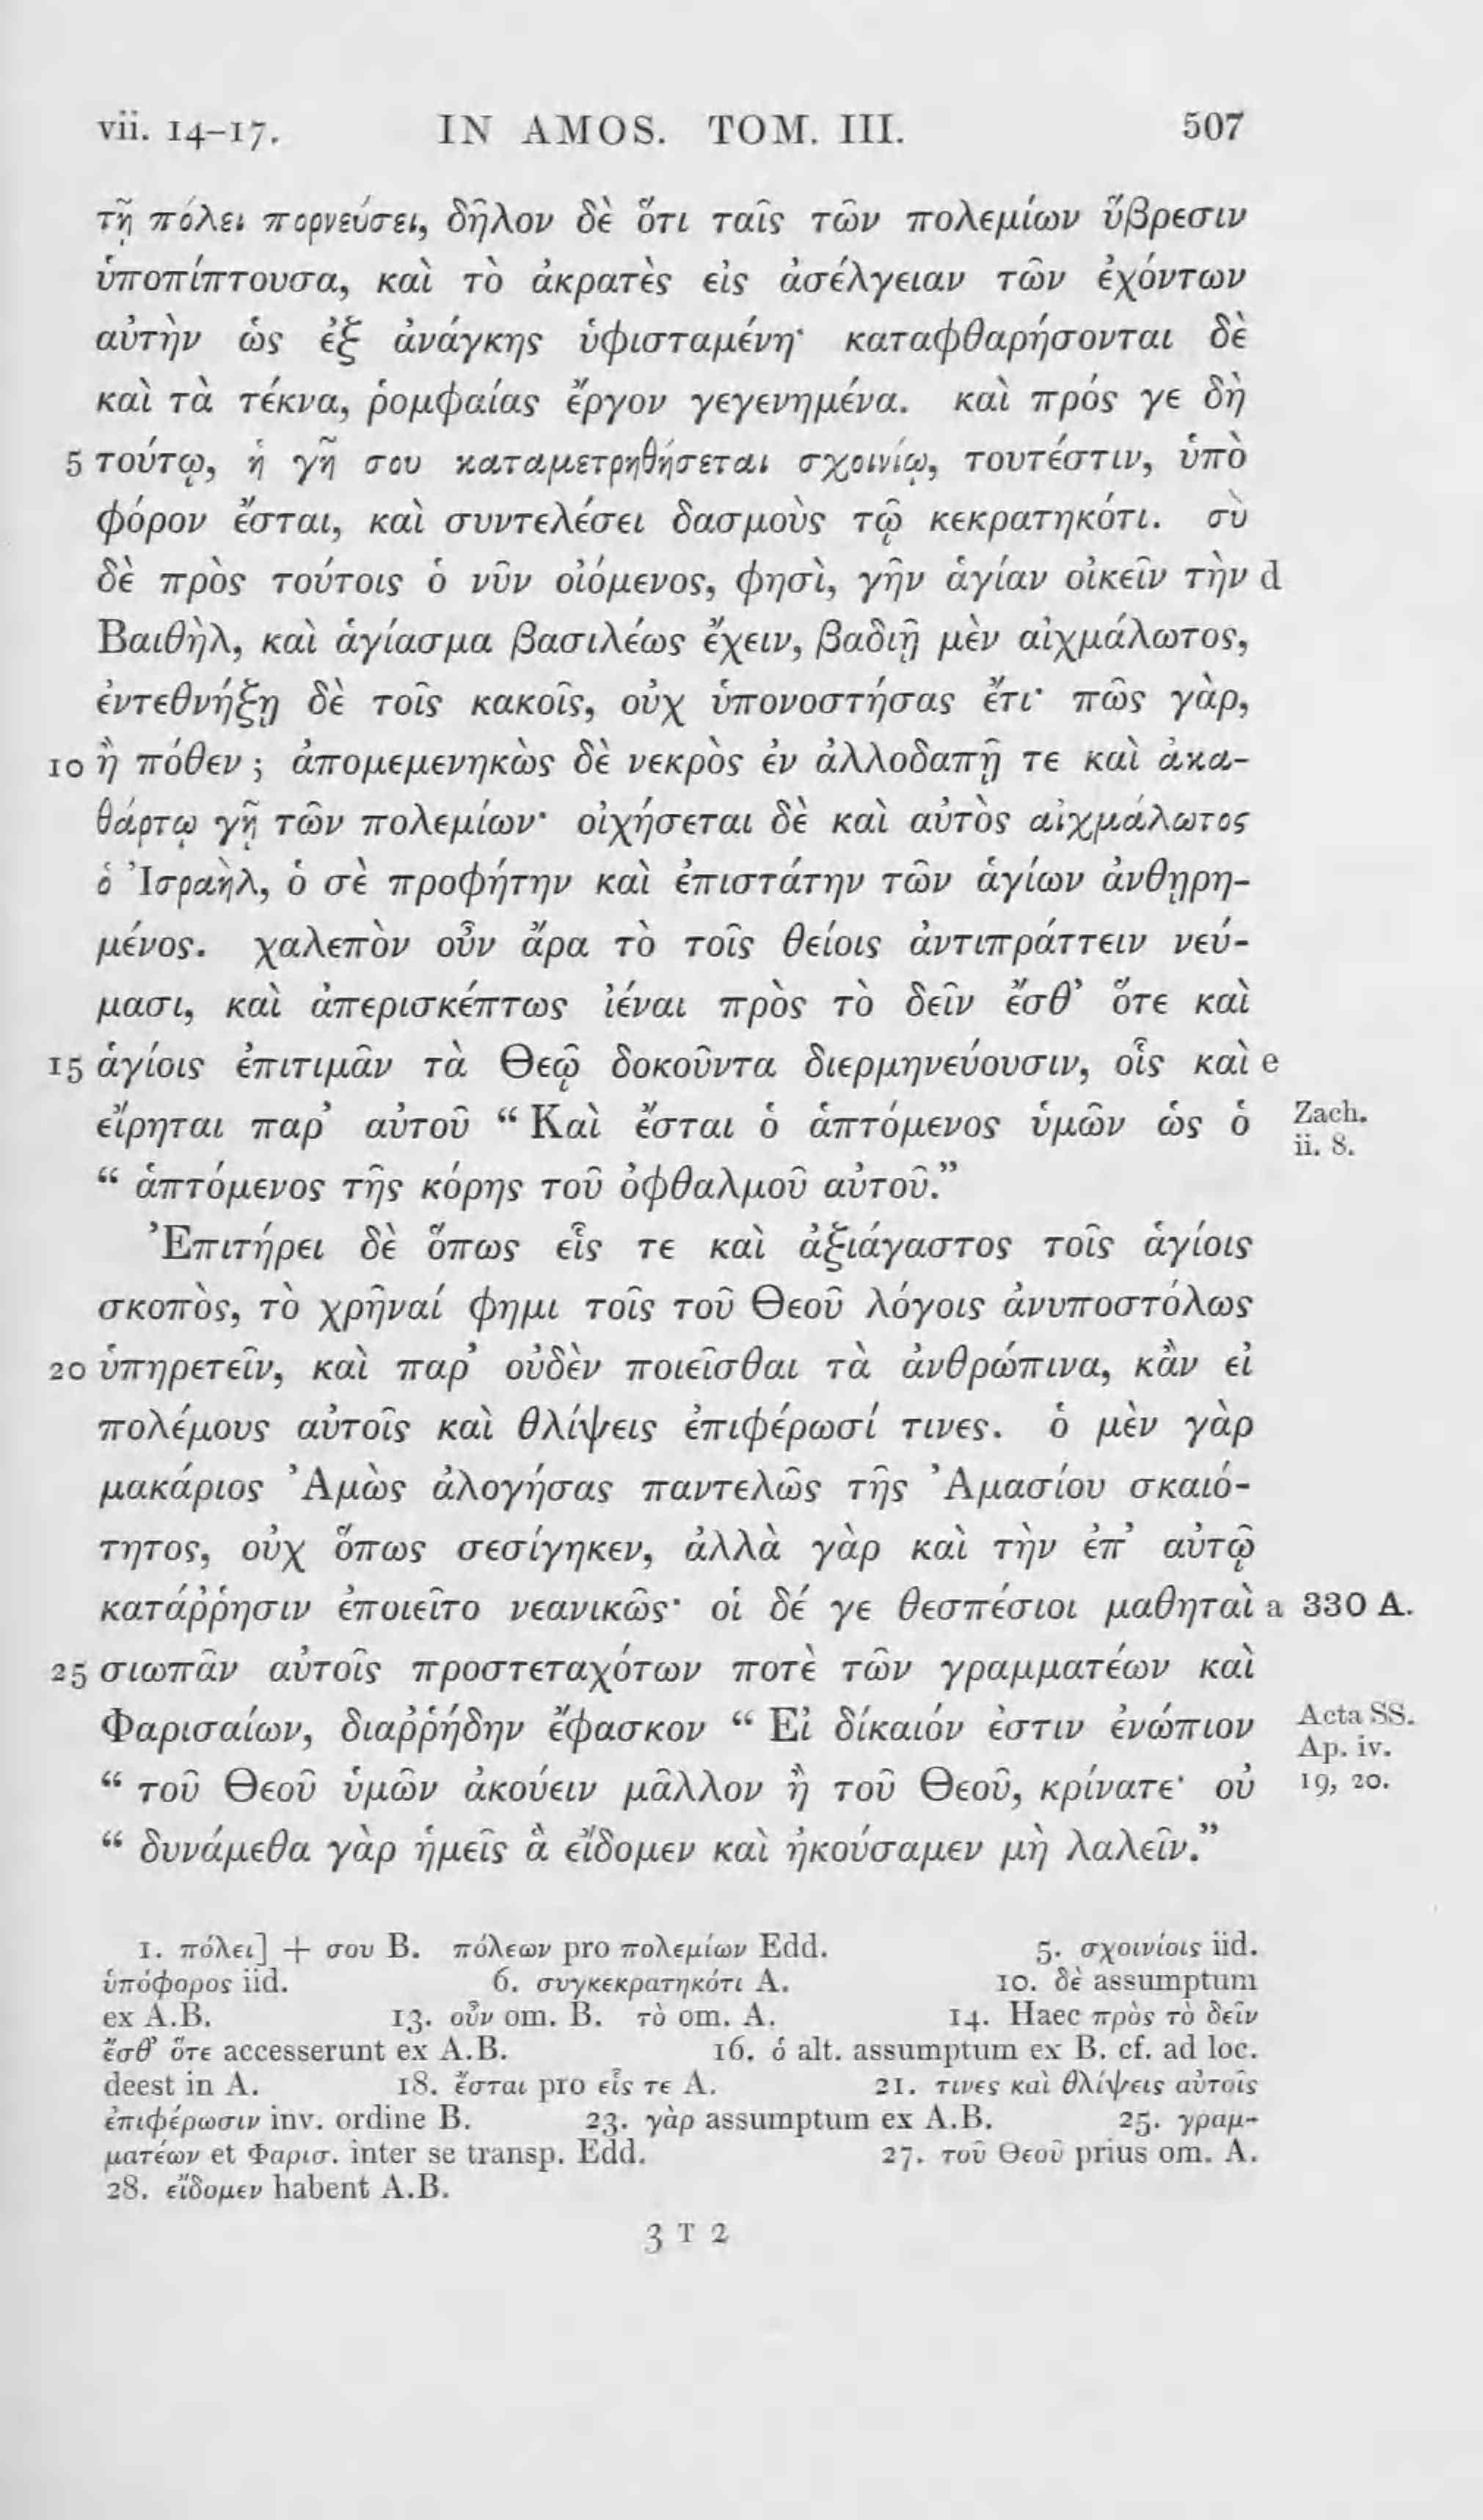 vii. 14–17. IN AMOS. TOM. III. 507
τῇ πόλει πορνεύσει, δῆλον δὲ ὅτι ταῖς τῶν πολεμίων ὕβρεσιν
ὑποπίπτουσα, καὶ τὸ ἀκρατὲς εἰς ἀσέλγειαν τῶν ἐχόντων
αὐτὴν ὡς ἐξ ἀνάγκης ὑφισταμένη· καταφθαρήσονται δὲ
καὶ τὰ τέκνα, ῥομφαίας ἔργον γεγενημένα. καὶ πρός γε δὴ
5 τούτῳ, ἡ γῆ σου καταμετρηθήσεται σχοινίῳ, τουτέστιν, ὑπὸ
φόρον ἔσται, καὶ συντελέσει δασμοὺς τῷ κεκρατηκότι. σὺ
δὲ πρὸς τούτοις ὁ νῦν οἰόμενος, φησὶ, γῆν ἁγίαν οἰκεῖν τὴν d
Βαιθὴλ, καὶ ἁγίασμα βασιλέως ἔχειν, βαδιῇ μὲν αἰχμάλωτος,
ἐντεθνήξῃ δὲ τοῖς κακοῖς, οὐχ ὑπονοστήσας ἔτι· πῶς γὰρ,
10 ἢ πόθεν ; ἀπομεμενηκὼς δὲ νεκρὸς ἐν ἀλλοδαπῇ τε καὶ ἀκα-
θάρτῳ γῇ τῶν πολεμίων· οἰχήσεται δὲ καὶ αὐτὸς αἰχμάλωτος
ὁ Ἰσραὴλ, ὁ σὲ προφήτην καὶ ἐπιστάτην τῶν ἁγίων ἀνθῃρη-
μένος. χαλεπὸν οὖν ἄρα τὸ τοῖς θείοις ἀντιπράττειν νεύ-
μασι, καὶ ἀπερισκέπτως ἰέναι πρὸς τὸ δεῖν ἔσθ' ὅτε καὶ
15 ἁγίοις ἐπιτιμᾶν τὰ Θεῷ δοκοῦντα διερμηνεύουσιν, οἷς καὶ e
εἴρηται παρ' αὐτοῦ “ Καὶ ἔσται ὁ ἁπτόμενος ὑμῶν ὡς ὁ Zach. ii. 8.
“ ἁπτόμενος τῆς κόρης τοῦ ὀφθαλμοῦ αὐτοῦ.”
Ἐπιτήρει δὲ ὅπως εἷς τε καὶ ἀξιάγαστος τοῖς ἁγίοις
σκοπὸς, τὸ χρῆναί φημι τοῖς τοῦ Θεοῦ λόγοις ἀνυποστόλως
20 ὑπηρετεῖν, καὶ παρ' οὐδὲν ποιεῖσθαι τὰ ἀνθρώπινα, κἂν εἰ
πολέμους αὐτοῖς καὶ θλίψεις ἐπιφέρωσί τινες. ὁ μὲν γὰρ
μακάριος Ἀμὼς ἀλογήσας παντελῶς τῆς Ἀμασίου σκαιό-
τητος, οὐχ ὅπως σεσίγηκεν, ἀλλὰ γὰρ καὶ τὴν ἐπ' αὐτῷ
κατάῤῥησιν ἐποιεῖτο νεανικῶς· οἱ δέ γε θεσπέσιοι μαθηταὶ a 330 A.
25 σιωπᾶν αὐτοῖς προστεταχότων ποτὲ τῶν γραμματέων καὶ
Φαρισαίων, διαῤῥήδην ἔφασκον “ Εἰ δίκαιόν ἐστιν ἐνώπιον Acta SS. Ap. iv.
“ τοῦ Θεοῦ ὑμῶν ἀκούειν μᾶλλον ἢ τοῦ Θεοῦ, κρίνατε· οὐ 19, 20.
“ δυνάμεθα γὰρ ἡμεῖς ἃ εἴδομεν καὶ ἠκούσαμεν μὴ λαλεῖν.”
1. πόλει] + σου B. πόλεων pro πολεμίων Edd. 5. σχοινίοις iid.
ὑπόφορος iid. 6. συγκεκρατηκότι A. 10. δὲ assumptum
ex A.B. 13. οὖν om. B. τὸ om. A. 14. Haec πρὸς τὸ δεῖν
ἔσθ' ὅτε accesserunt ex A.B. 16. ὁ alt. assumptum ex B. cf. ad loc.
deest in A. 18. ἔσται pro εἷς τε A. 21. τινες καὶ θλίψεις αὐτοῖς
ἐπιφέρωσιν inv. ordine B. 23. γὰρ assumptum ex A.B. 25. γραμ-
ματέων et Φαρισ. inter se transp. Edd. 27. τοῦ Θεοῦ prius om. A.
28. εἴδομεν habent A.B.
3 T 2